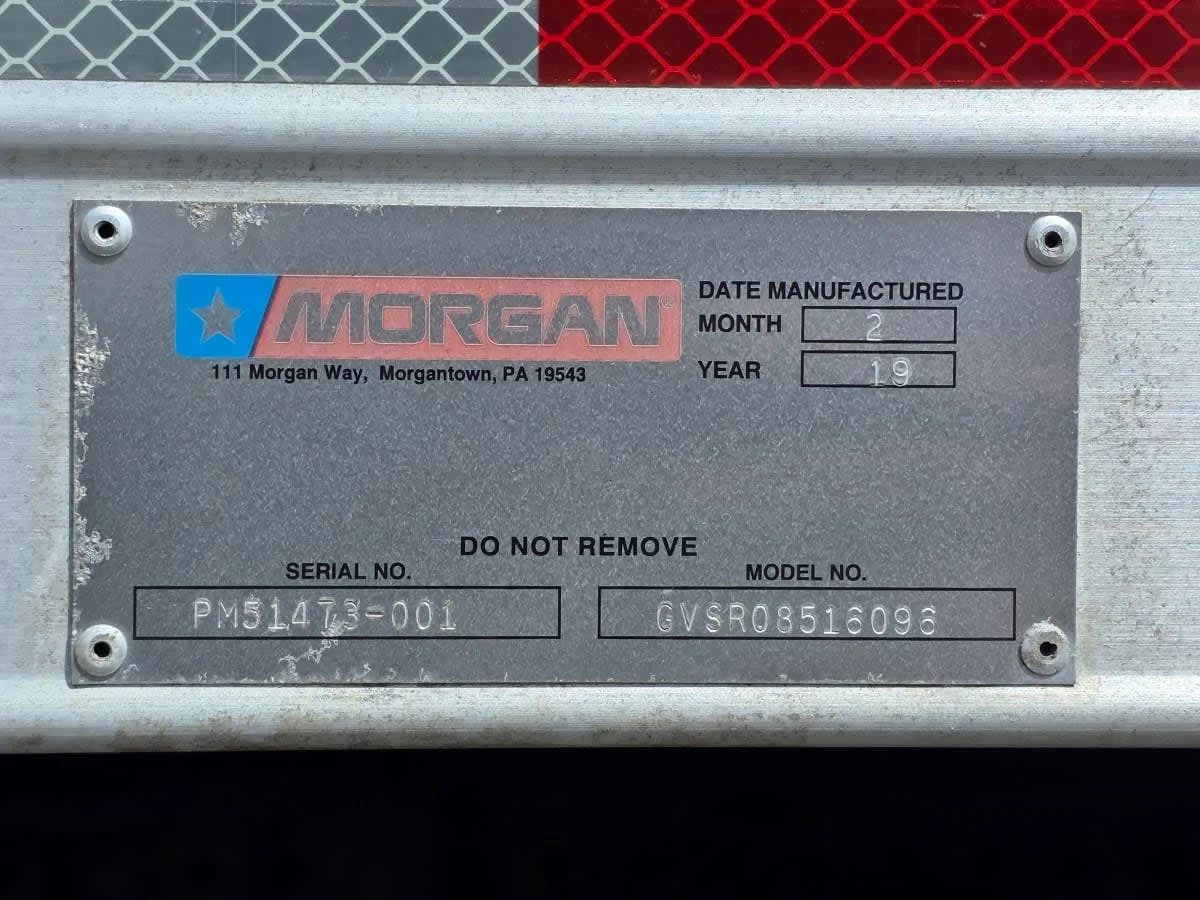 MORGAN®
111 Morgan Way, Morgantown, PA 19543
DATE MANUFACTURED
MONTH 2
YEAR 19
DO NOT REMOVE
SERIAL NO.
PM51473-001
MODEL NO.
GVSR08516096